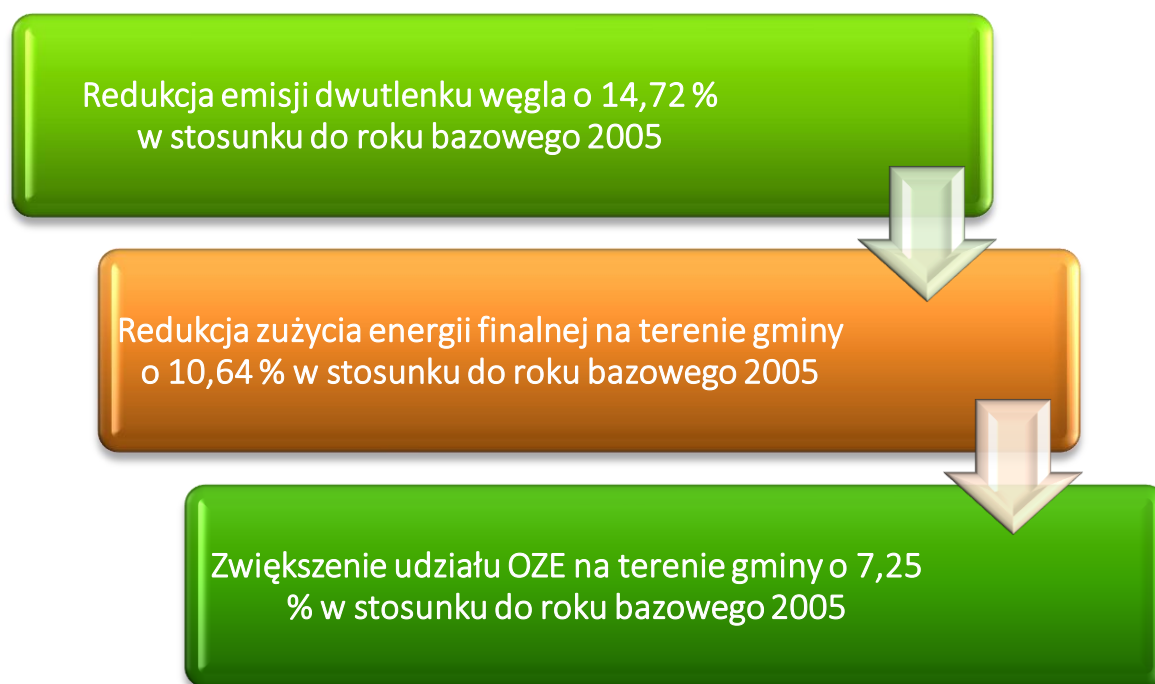 Redukcja emisji dwutlenku węgla o 14,72 %
w stosunku do roku bazowego 2005
Redukcja zużycia energii finalnej na terenie gminy
o 10,64 % w stosunku do roku bazowego 2005
Zwiększenie udziału OZE na terenie gminy o 7,25
% w stosunku do roku bazowego 2005